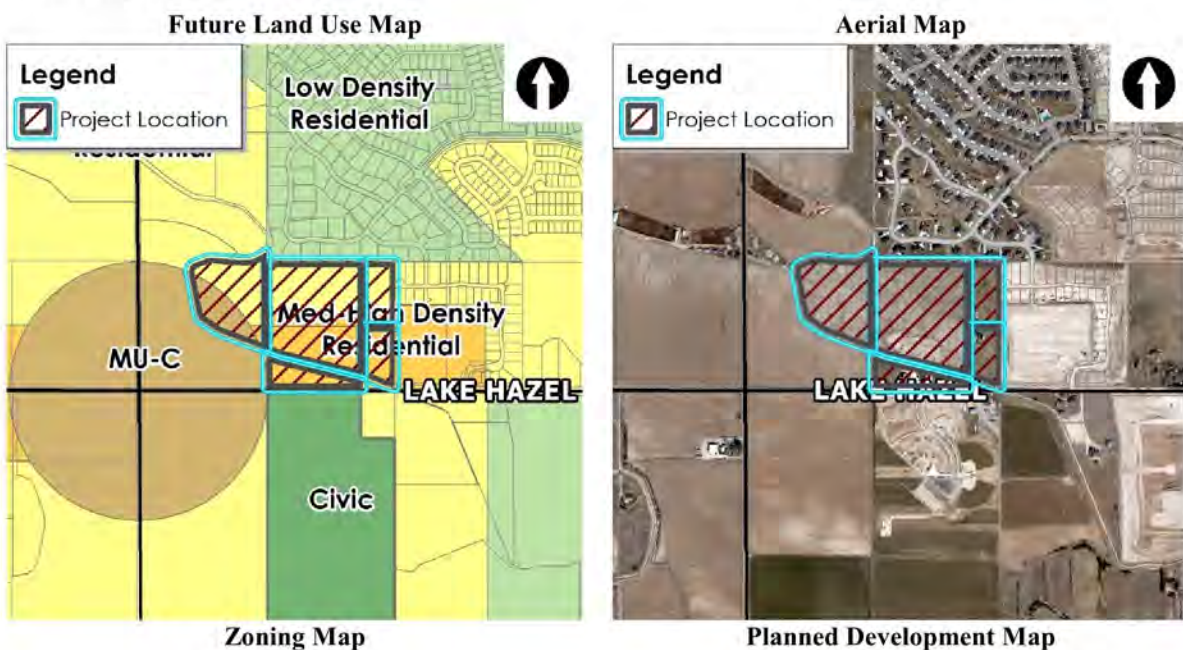 Future Land Use Map
Legend
Project Location
Low Density
Residential
Residential
Med-High Density
Residential
MU-C
LAKE HAZEL
Civic
Zoning Map
Aerial Map
Legend
Project Location
LAKE HAZEL
Planned Development Map